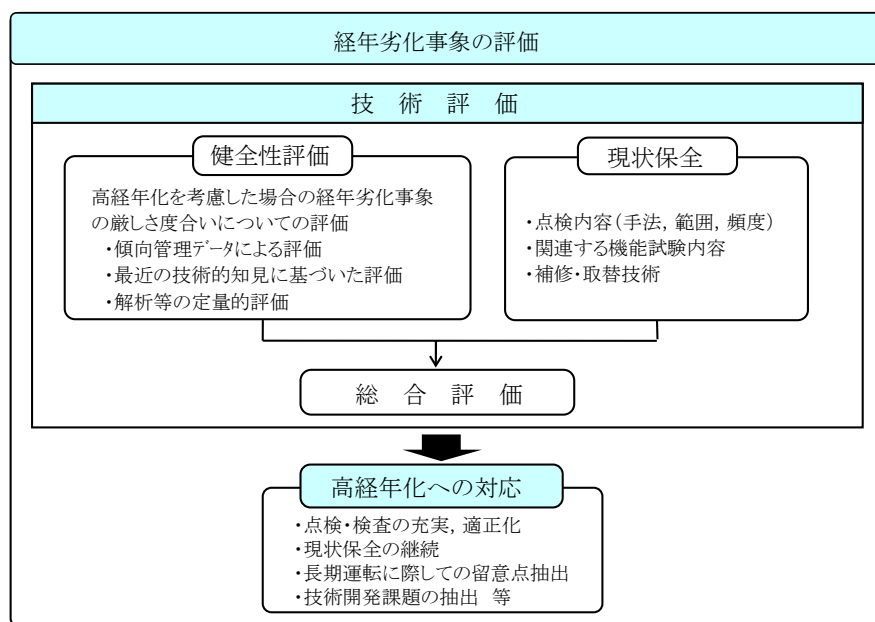 経年劣化事象の評価
技 術 評 価
健全性評価
高経年化を考慮した場合の経年劣化事象
の厳しさ度合いについての評価
・傾向管理ﾃﾞｰﾀによる評価
・最近の技術的知見に基づいた評価
・解析等の定量的評価
現状保全
・点検内容(手法, 範囲, 頻度)
・関連する機能試験内容
・補修・取替技術
総 合 評 価
高経年化への対応
・点検・検査の充実, 適正化
・現状保全の継続
・長期運転に際しての留意点抽出
・技術開発課題の抽出 等